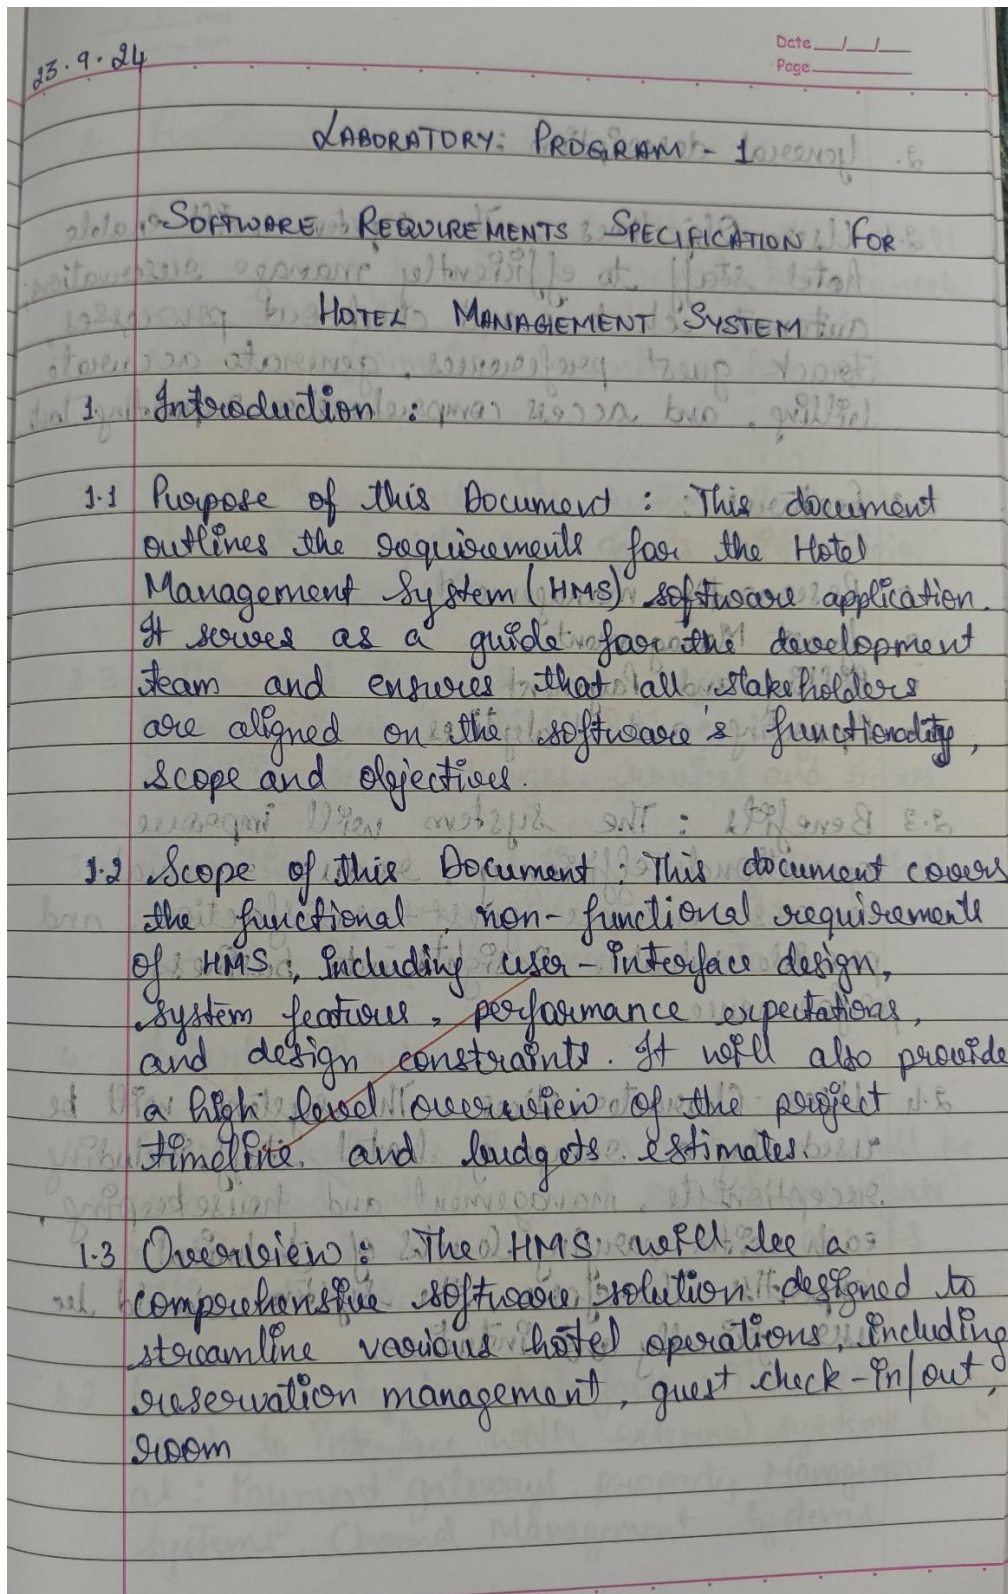 23.9.24
Date __/__/__
Page ______
LABORATORY: PROGRAM - 1
SOFTWARE REQUIREMENTS SPECIFICATION FOR
HOTEL MANAGEMENT SYSTEM
1. Introduction :
1.1 Purpose of this Document : This document
outlines the requirements for the Hotel
Management System (HMS) software application.
It serves as a guide for the development
team and ensures that all stakeholders
are aligned on the software's functionality,
scope and objectives.
1.2 Scope of this Document : This document covers
the functional, non-functional requirements
of HMS, including user-interface design,
system features, performance expectations,
and design constraints. It will also provide
a high level overview of the project
timeline and budgets estimates.
1.3 Overview : The HMS will be a
comprehensive software solution designed to
streamline various hotel operations, including
reservation management, guest check-in/out,
room